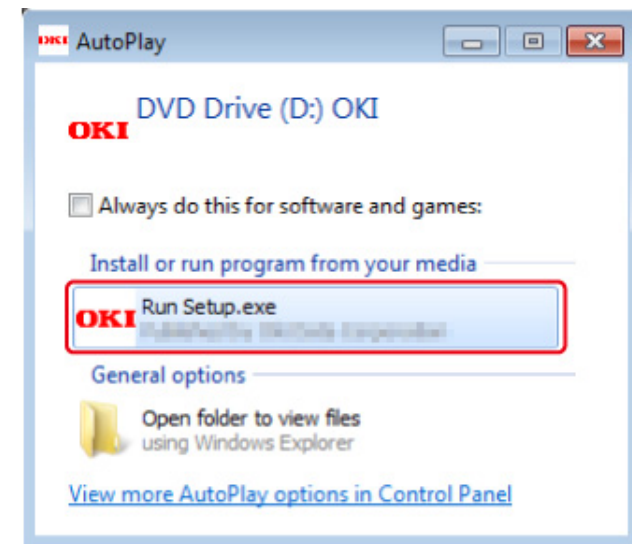 OKI AutoPlay
DVD Drive (D:) OKI
OKI
Always do this for software and games:
Install or run program from your media
OKI Run Setup.exe
General options
Open folder to view files
using Windows Explorer
View more AutoPlay options in Control Panel